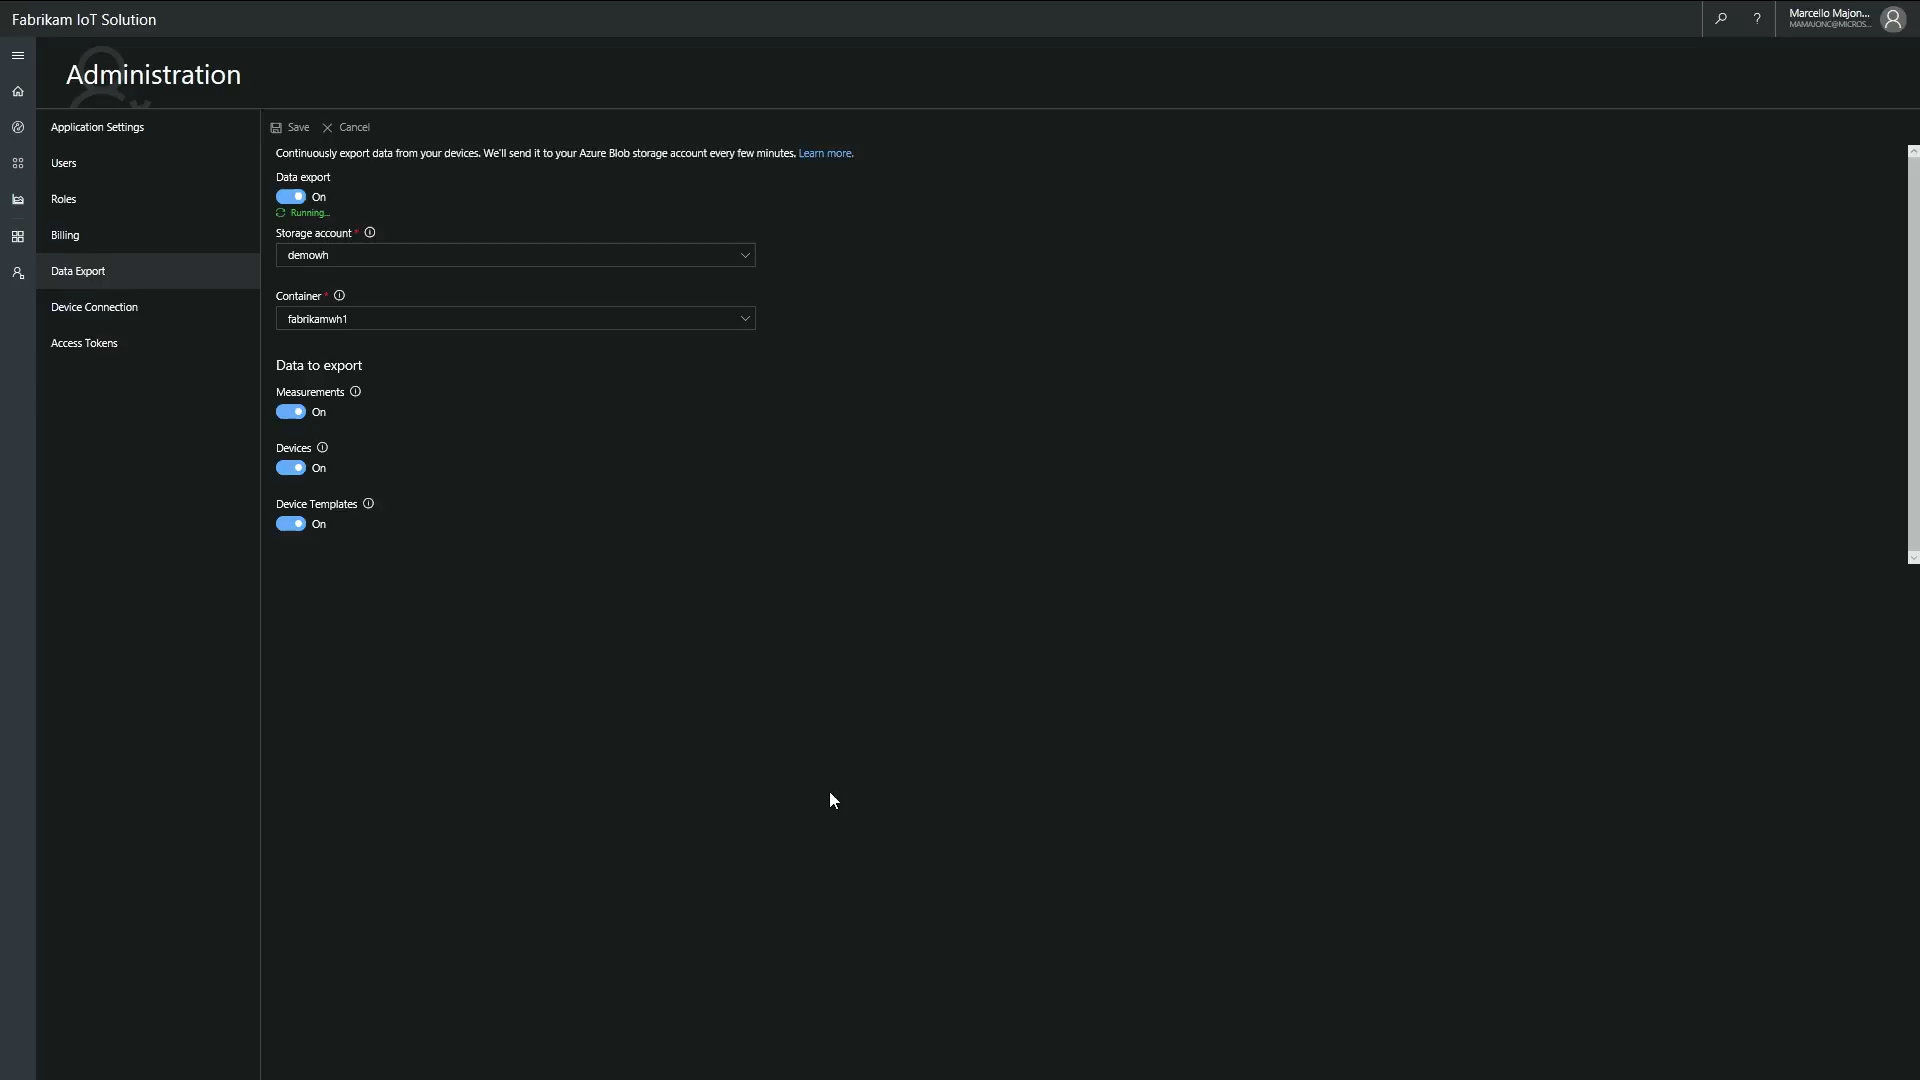 Fabrikam IoT Solution
?
Marcello Majon...
MAMAJONC@MICROS...
Administration
Application Settings
Users
Roles
Billing
Data Export
Device Connection
Access Tokens
Save
Cancel
Continuously export data from your devices. We'll send it to your Azure Blob storage account every few minutes. Learn more.
Data export
On
Running...
Storage account *
demowh
Container *
fabrikamwh1
Data to export
Measurements
On
Devices
On
Device Templates
On